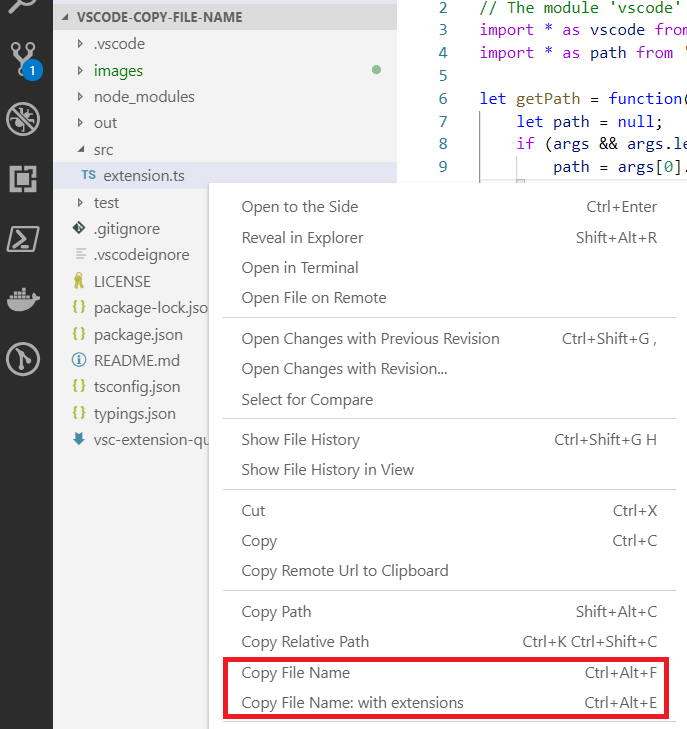 VSCODE-COPY-FILE-NAME
.vscode
images
node_modules
out
src
TS extension.ts
test
.gitignore
.vscodeignore
LICENSE
package-lock.jso
package.json
README.md
tsconfig.json
typings.json
vsc-extension-qu
1
2 // The module 'vscode'
3 import * as vscode from
4 import * as path from '
5
6 let getPath = function(
7 let path = null;
8 if (args && args.le
9 path = args[0].
Open to the Side Ctrl+Enter
Reveal in Explorer Shift+Alt+R
Open in Terminal
Open File on Remote
Open Changes with Previous Revision Ctrl+Shift+G ,
Open Changes with Revision...
Select for Compare
Show File History Ctrl+Shift+G H
Show File History in View
Cut Ctrl+X
Copy Ctrl+C
Copy Remote Url to Clipboard
Copy Path Shift+Alt+C
Copy Relative Path Ctrl+K Ctrl+Shift+C
Copy File Name Ctrl+Alt+F
Copy File Name: with extensions Ctrl+Alt+E